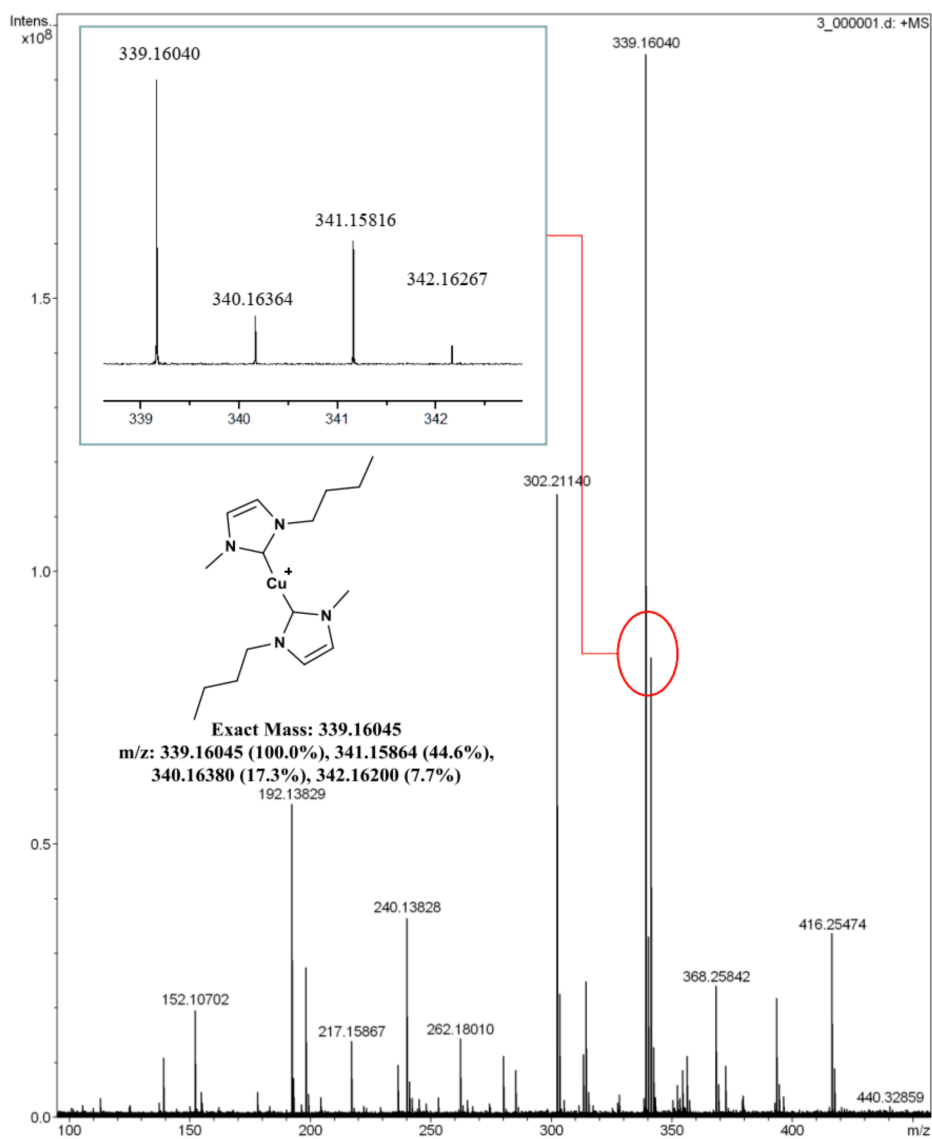 Intens.
x10⁸
3_000001.d: +MS
339.16040
339.16040
341.15816
342.16267
340.16364
1.5
339
340
341
342
302.21140
N
N
1.0
Cu
+
N
N
Exact Mass: 339.16045
m/z: 339.16045 (100.0%), 341.15864 (44.6%),
340.16380 (17.3%), 342.16200 (7.7%)
192.13829
0.5
240.13828
416.25474
368.25842
152.10702
217.15867
262.18010
440.32859
0.0
100
150
200
250
300
350
400
m/z